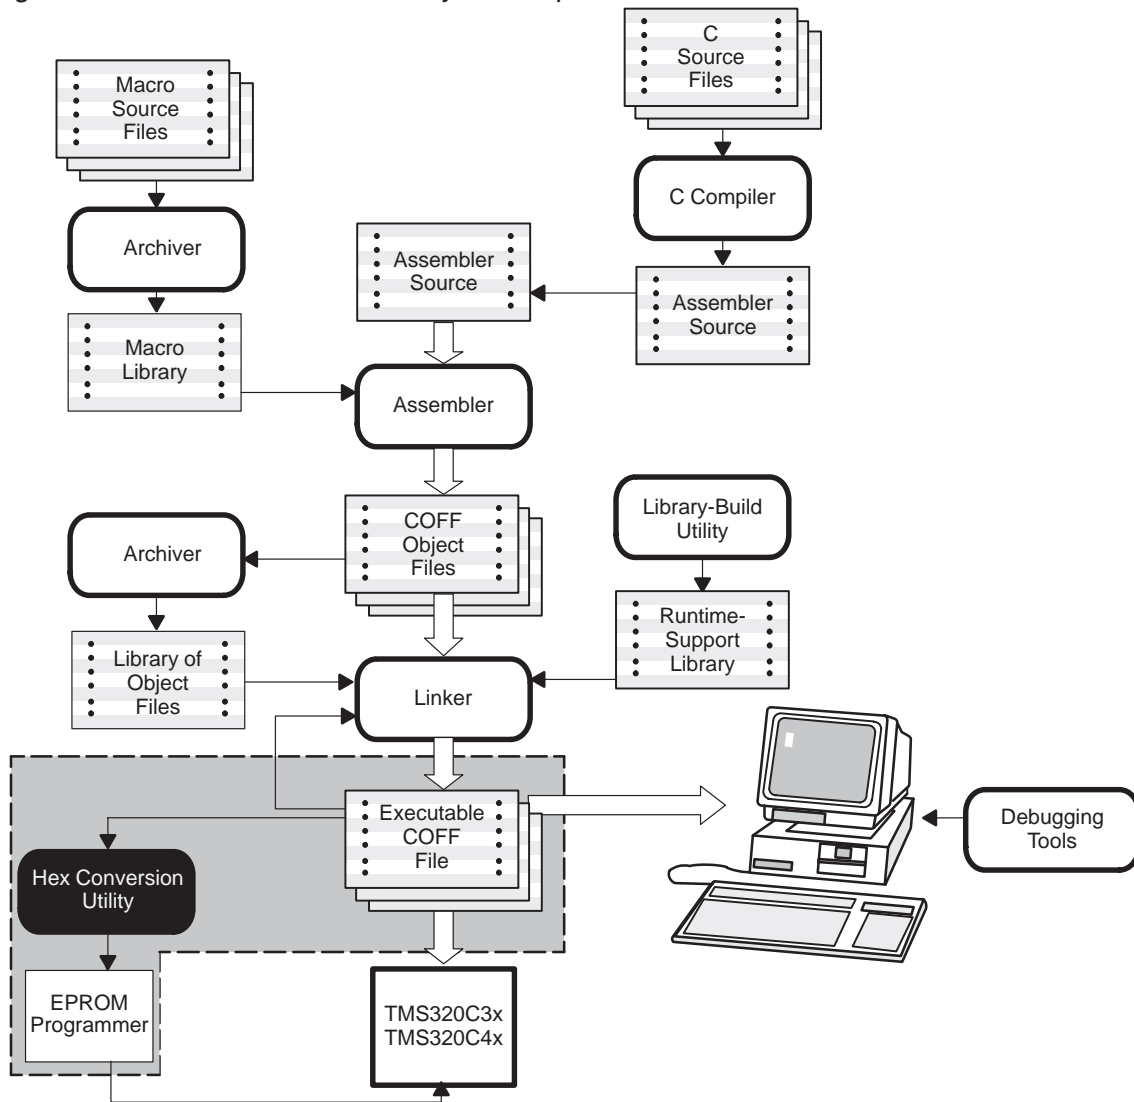 C
Source
Files
Macro
Source
Files
C Compiler
Archiver
Assembler
Source
Assembler
Source
Macro
Library
Assembler
Library-Build
Utility
COFF
Object
Files
Archiver
Runtime-
Support
Library
Library of
Object
Files
Linker
Executable
COFF
File
Debugging
Tools
Hex Conversion
Utility
EPROM
Programmer
TMS320C3x
TMS320C4x